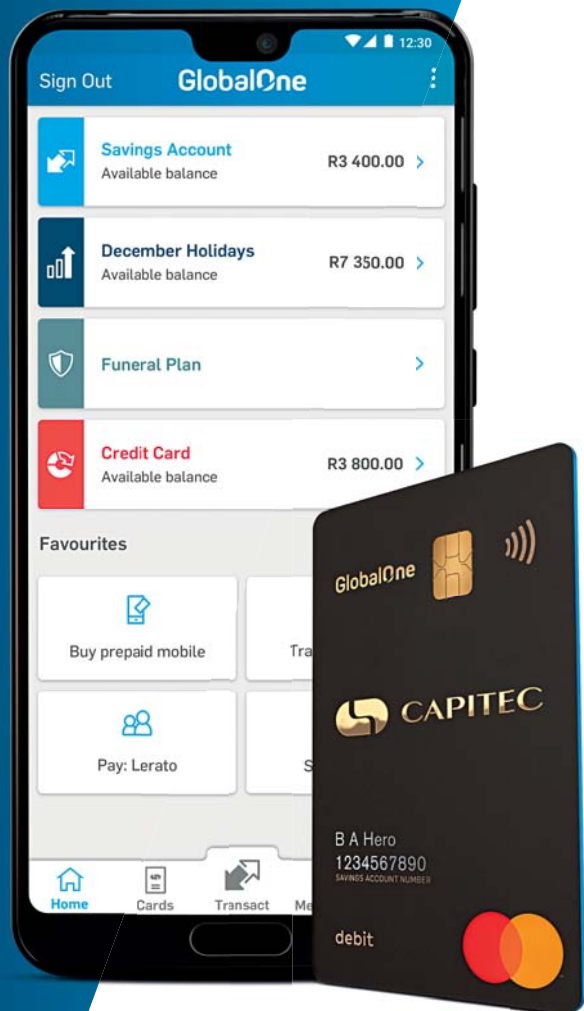 12:30
Sign Out GlobalOne
Savings Account
Available balance R3 400.00
December Holidays
Available balance R7 350.00
Funeral Plan
Credit Card
Available balance R3 800.00
Favourites
Buy prepaid mobile
Pay: Lerato
Home Cards Transact
GlobalOne
CAPITEC
B A Hero
1234567890
SAVINGS ACCOUNT NUMBER
debit